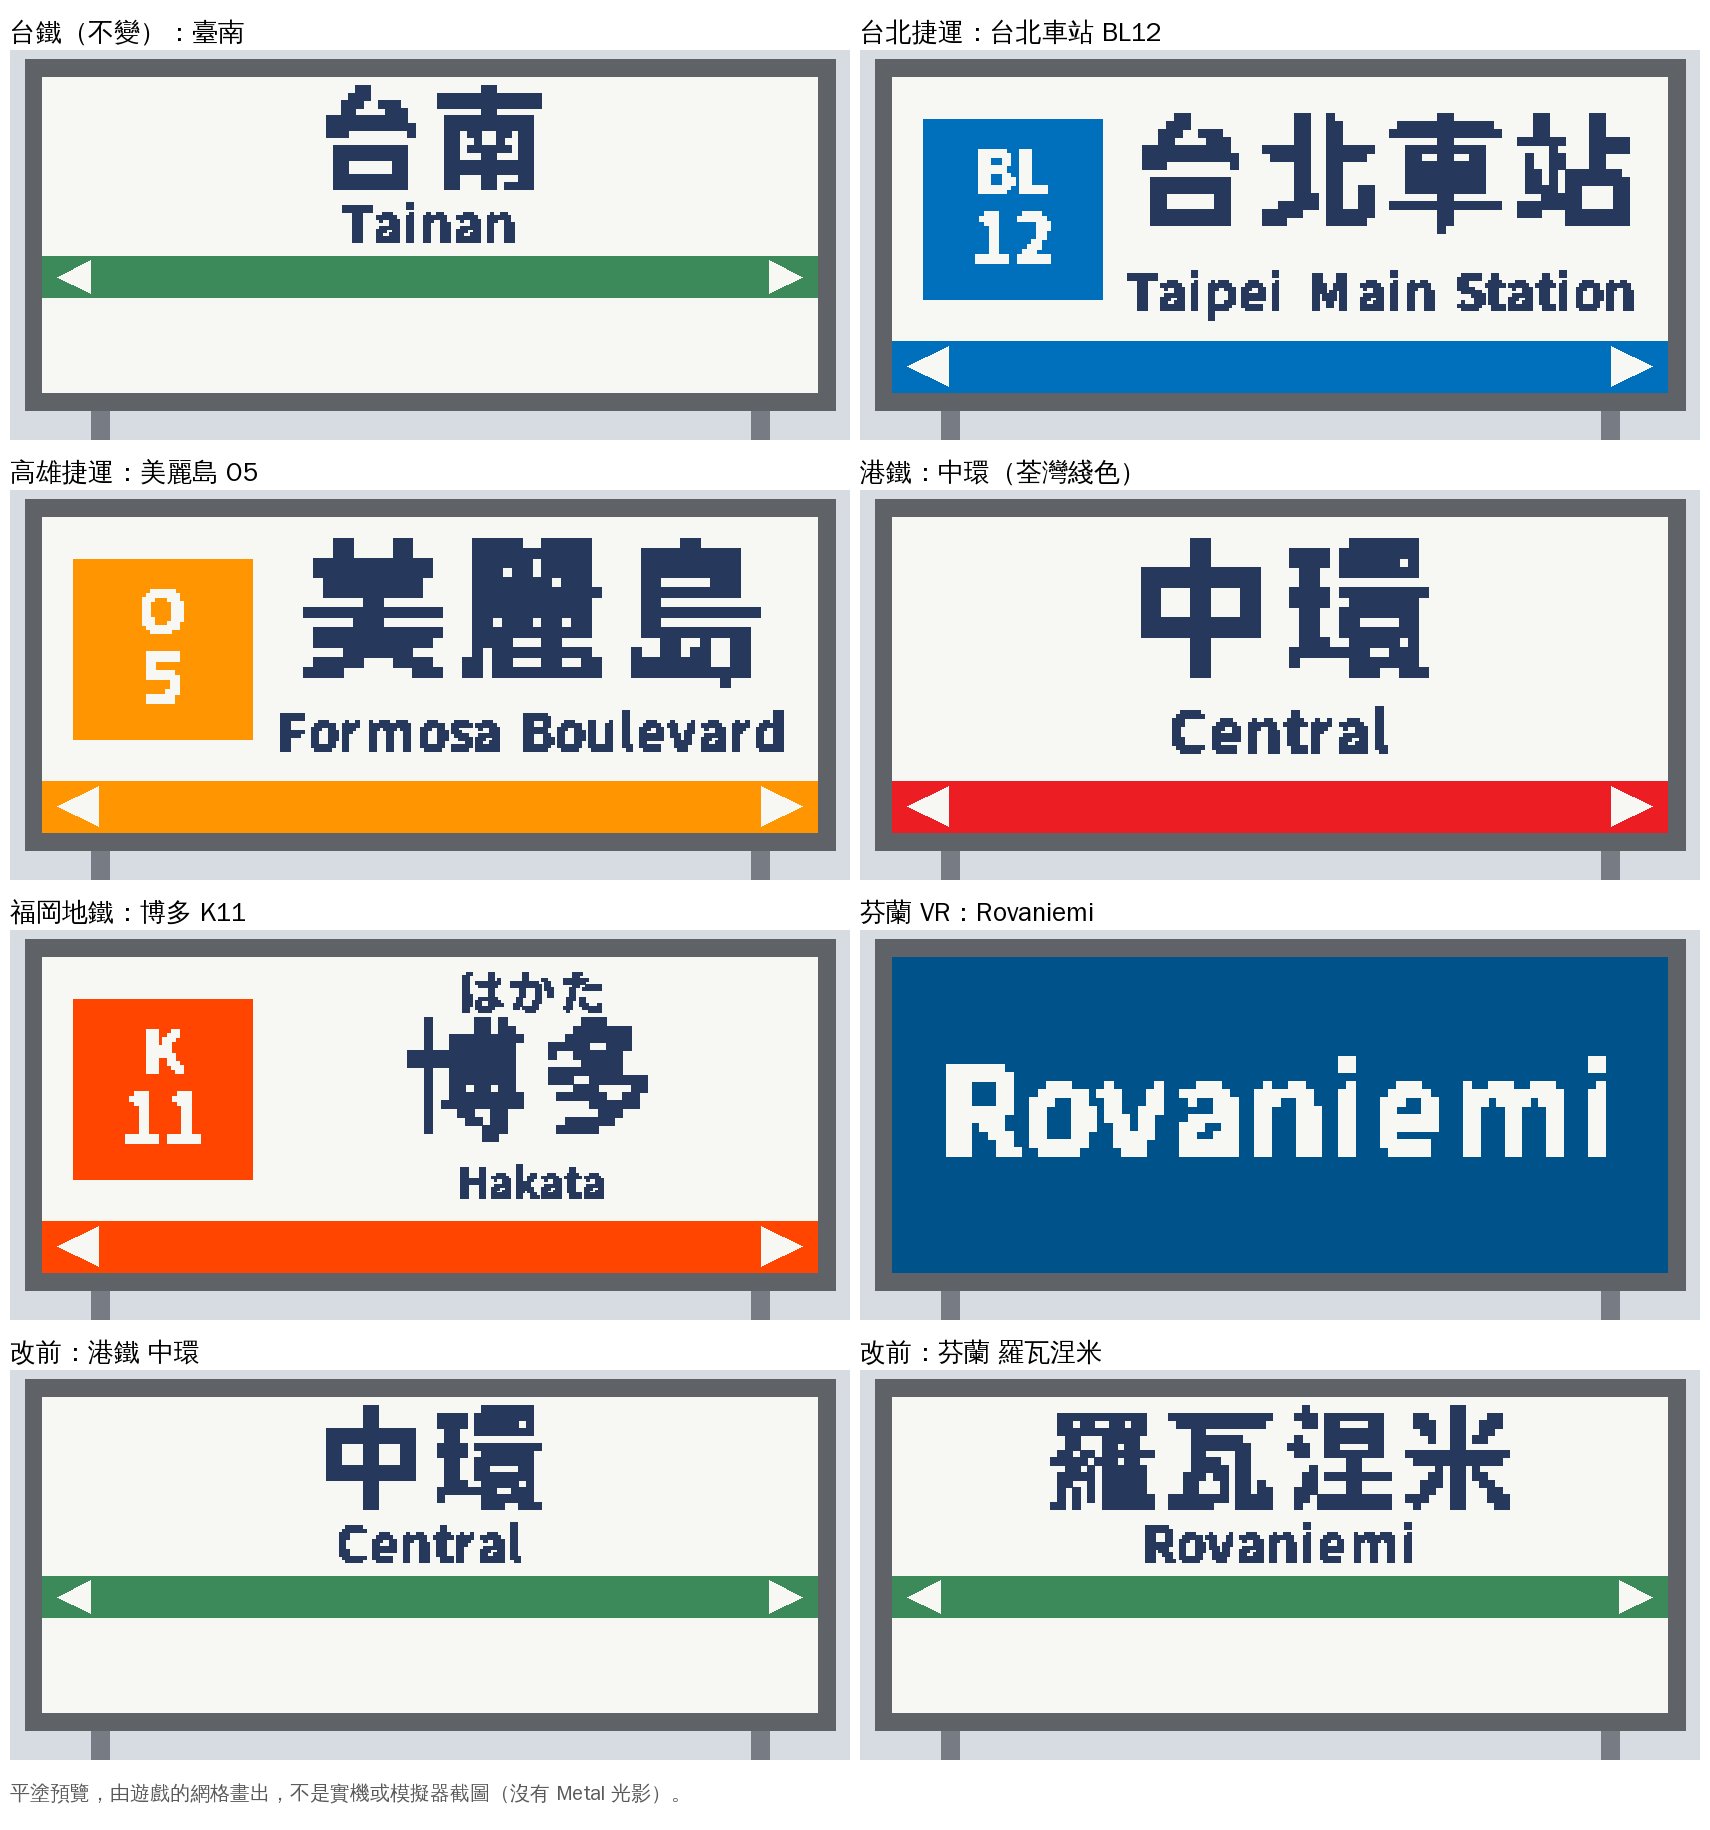 台鐵（不變）：臺南
台南
Tainan
台北捷運：台北車站 BL12
BL
12
台北車站
Taipei Main Station
高雄捷運：美麗島 O5
O
5
美麗島
Formosa Boulevard
港鐵：中環（荃灣綫色）
中環
Central
福岡地鐵：博多 K11
K
11
はかた
博多
Hakata
芬蘭 VR：Rovaniemi
Rovaniemi
改前：港鐵 中環
中環
Central
改前：芬蘭 羅瓦涅米
羅瓦涅米
Rovaniemi
平塗預覽，由遊戲的網格畫出，不是實機或模擬器截圖（沒有 Metal 光影）。